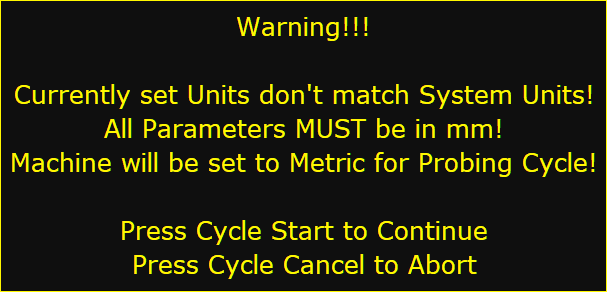 Warning!!!
Currently set Units don't match System Units!
All Parameters MUST be in mm!
Machine will be set to Metric for Probing Cycle!
Press Cycle Start to Continue
Press Cycle Cancel to Abort